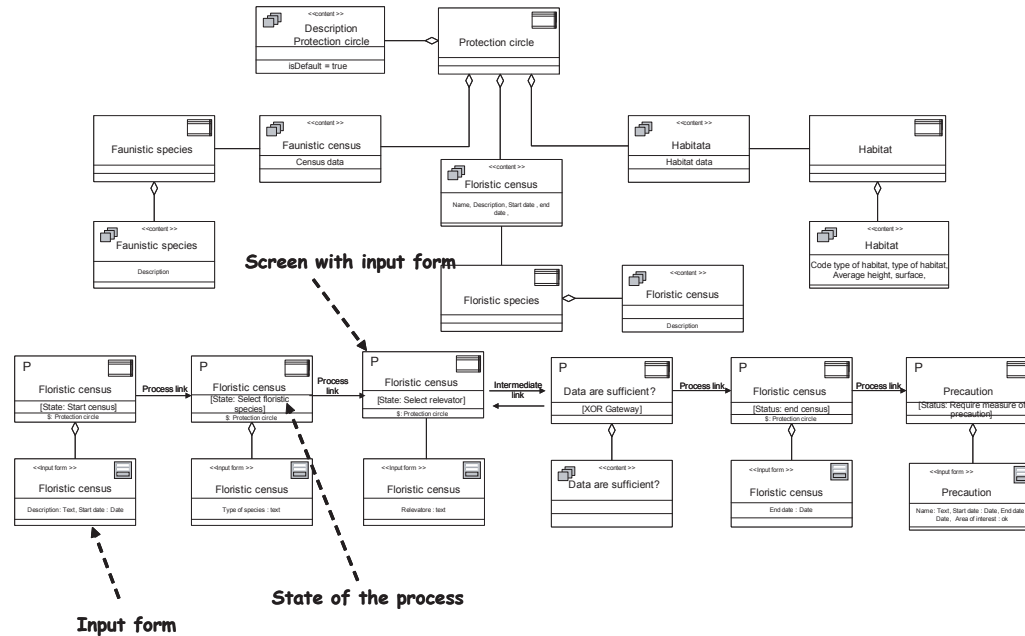 <<content >>
Description
Protection circle
isDefault = true
Protection circle
Faunistic species
<<content >>
Faunistic census
Census data
<<content >>
Habitata
Habitat data
Habitat
<<content >>
Floristic census
Name, Description, Start date , end
date ,
<<content >>
Faunistic species
Description
<<content >>
Habitat
Code type of habitat, type of habitat,
Average height, surface,
Screen with input form
Floristic species
<<content >>
Floristic census
Description
P
Floristic census
[State: Start census]
$: Protection circle
Process link
P
Floristic census
[State: Select floristic
species]
$: Protection circle
Process
link
P
Floristic census
[State: Select relevator]
$: Protection circle
Intermediate
link
P
Data are sufficient?
[XOR Gateway]
Process link
P
Floristic census
[Status: end census]
$: Protection circle
Process link
P
Precaution
[Status: Require measure of
precaution]
<<Input form >>
Floristic census
Description: Text, Start date : Date
<<Input form >>
Floristic census
Type of species : text
<<Input form >>
Floristic census
Relevatore : text
<<content >>
Data are sufficient?
<<Input form >>
Floristic census
End date : Date
<<Input form >>
Precaution
Name: Text, Start date : Date, End date
Date, Area of interest : ok
State of the process
Input form